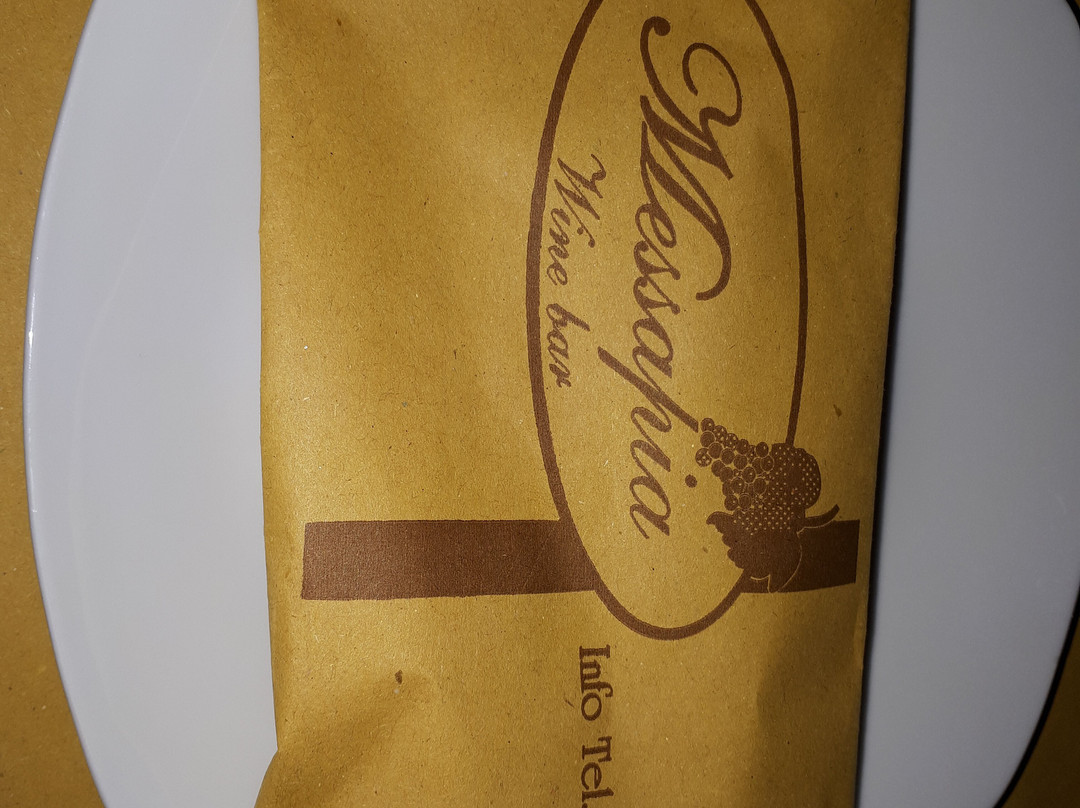 Messapia
Wine bar
Info Tel.